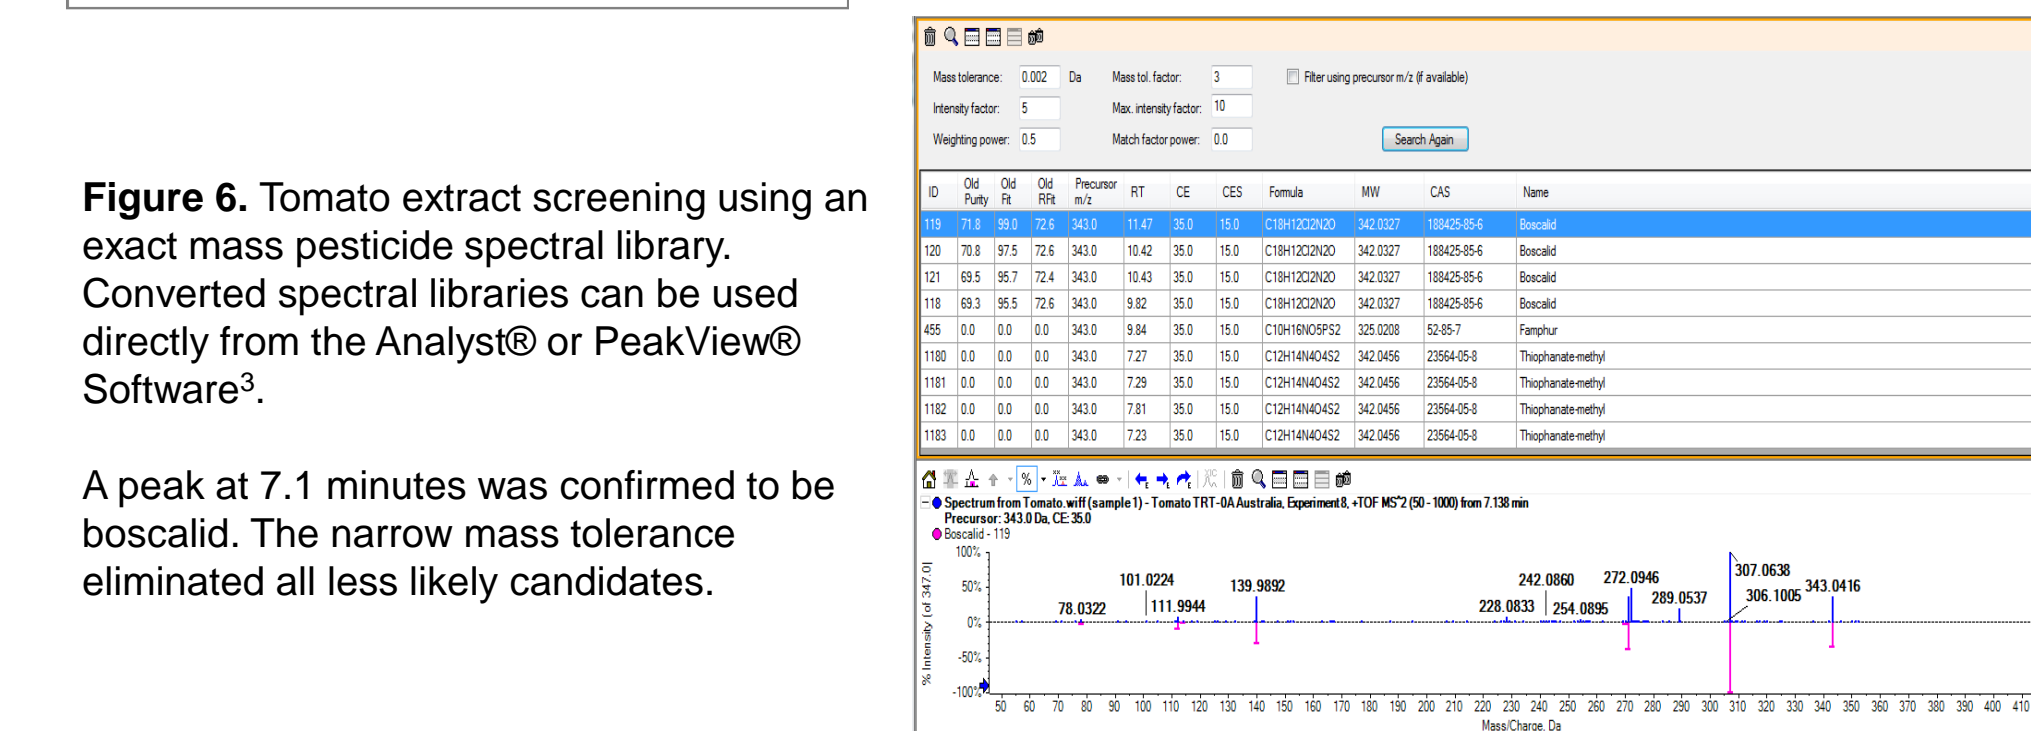 Figure 6. Tomato extract screening using an
exact mass pesticide spectral library.
Converted spectral libraries can be used
directly from the Analyst® or PeakView®
Software3.
A peak at 7.1 minutes was confirmed to be
boscalid. The narrow mass tolerance
eliminated all less likely candidates.
Mass tolerance: 0.002 Da Mass tol. factor: 3 Filter using precursor m/z (if available)
Intensity factor: 5 Max. intensity factor: 10
Weighting power: 0.5 Match factor power: 0.0 Search Again
ID Old Purity Old Fit Old RFit Precursor m/z RT CE CES Formula MW CAS Name
119 71.8 99.0 72.6 343.0 11.47 35.0 15.0 C18H12Cl2N2O 342.0327 188425-85-6 Boscalid
120 70.8 97.5 72.6 343.0 10.42 35.0 15.0 C18H12Cl2N2O 342.0327 188425-85-6 Boscalid
121 69.5 95.7 72.4 343.0 10.43 35.0 15.0 C18H12Cl2N2O 342.0327 188425-85-6 Boscalid
118 69.3 95.5 72.6 343.0 9.82 35.0 15.0 C18H12Cl2N2O 342.0327 188425-85-6 Boscalid
455 0.0 0.0 0.0 343.0 9.84 35.0 15.0 C10H16NO5PS2 325.0208 52-85-7 Famphur
1180 0.0 0.0 0.0 343.0 7.27 35.0 15.0 C12H14N4O4S2 342.0456 23564-05-8 Thiophanate-methyl
1181 0.0 0.0 0.0 343.0 7.29 35.0 15.0 C12H14N4O4S2 342.0456 23564-05-8 Thiophanate-methyl
1182 0.0 0.0 0.0 343.0 7.81 35.0 15.0 C12H14N4O4S2 342.0456 23564-05-8 Thiophanate-methyl
1183 0.0 0.0 0.0 343.0 7.23 35.0 15.0 C12H14N4O4S2 342.0456 23564-05-8 Thiophanate-methyl
%
Spectrum from Tomato.wiff (sample 1) - Tomato TRT-0A Australia, Experiment 8, +TOF MS^2 (50 - 1000) from 7.138 min
Precursor: 343.0 Da, CE: 35.0
Boscalid - 119
% Intensity (of 347.0)
100%
50%
0%
-50%
-100%
78.0322 101.0224 111.9944 139.9892 228.0833 242.0860 254.0895 272.0946 289.0537 307.0638 306.1005 343.0416
50 60 70 80 90 100 110 120 130 140 150 160 170 180 190 200 210 220 230 240 250 260 270 280 290 300 310 320 330 340 350 360 370 380 390 400 410
Mass/Charge, Da